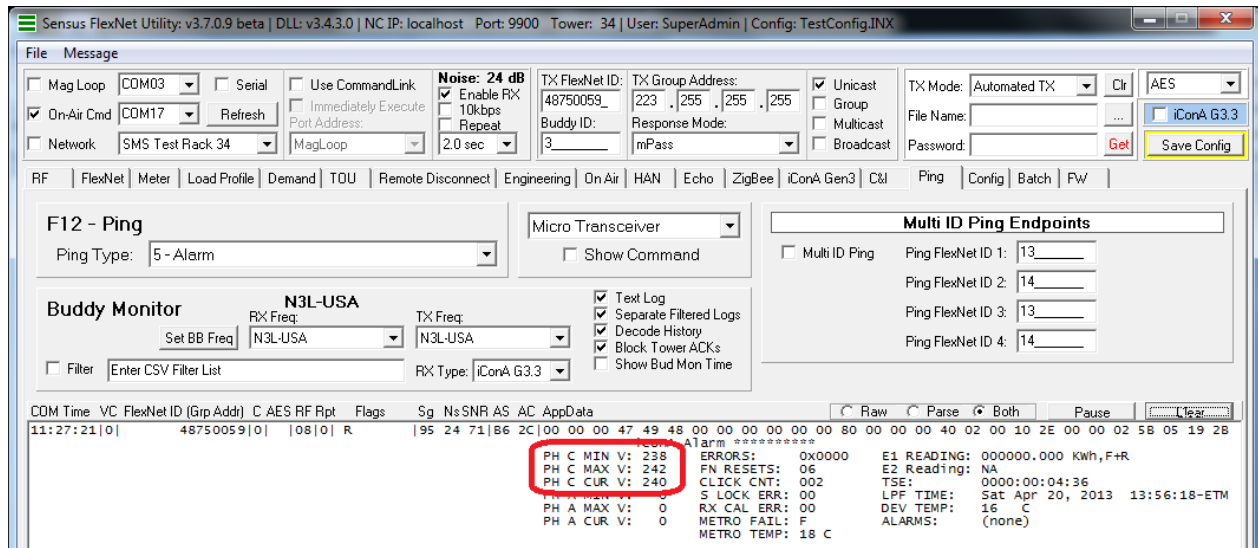 Sensus FlexNet Utility: v3.7.0.9 beta | DLL: v3.4.3.0 | NC IP: localhost Port: 9900 Tower: 34 | User: SuperAdmin | Config: TestConfig.INX
File Message
Mag Loop COM03 Serial
On-Air Cmd COM17 Refresh
Network SMS Test Rack 34
Use CommandLink
Immediately Execute
Port Address:
MagLoop
Noise: 24 dB
Enable RX
10kbps
Repeat
2.0 sec
TX FlexNet ID: TX Group Address:
48750059_ 223 . 255 . 255 . 255
Buddy ID: Response Mode:
3_______ mPass
Unicast
Group
Multicast
Broadcast
TX Mode: Automated TX Clr
File Name: ...
Password: Get
AES
iConA G3.3
Save Config
RF FlexNet Meter Load Profile Demand TOU Remote Disconnect Engineering On Air HAN Echo ZigBee iConA Gen3 C&I Ping Config Batch FW
F12 - Ping
Ping Type: 5 - Alarm
Micro Transceiver
Show Command
Multi ID Ping Endpoints
Multi ID Ping Ping FlexNet ID 1: 13______
Ping FlexNet ID 2: 14______
Ping FlexNet ID 3: 13______
Ping FlexNet ID 4: 14______
Buddy Monitor N3L-USA
RX Freq: TX Freq:
Set BB Freq N3L-USA N3L-USA
Filter Enter CSV Filter List RX Type: iConA G3.3
Text Log
Separate Filtered Logs
Decode History
Block Tower ACKs
Show Bud Mon Time
COM Time VC FlexNet ID (Grp Addr) C AES RF Rpt Flags Sg Ns SNR AS AC AppData Raw Parse Both Pause Clear
11:27:21|0| 48750059|0| |08|0| R |95 24 71|B6 2C|00 00 00 47 49 48 00 00 00 00 00 00 80 00 00 00 40 02 00 10 2E 00 00 02 5B 05 19 2B
iConA Alarm **********
PH C MIN V: 238 ERRORS: 0x0000 E1 READING: 000000.000 KWh,F+R
PH C MAX V: 242 FN RESETS: 06 E2 Reading: NA
PH C CUR V: 240 CLICK CNT: 002 TSE: 0000:00:04:36
PH A MIN V: 0 S LOCK ERR: 00 LPF TIME: Sat Apr 20, 2013 13:56:18-ETM
PH A MAX V: 0 RX CAL ERR: 00 DEV TEMP: 16 C
PH A CUR V: 0 METRO FAIL: F ALARMS: (none)
METRO TEMP: 18 C